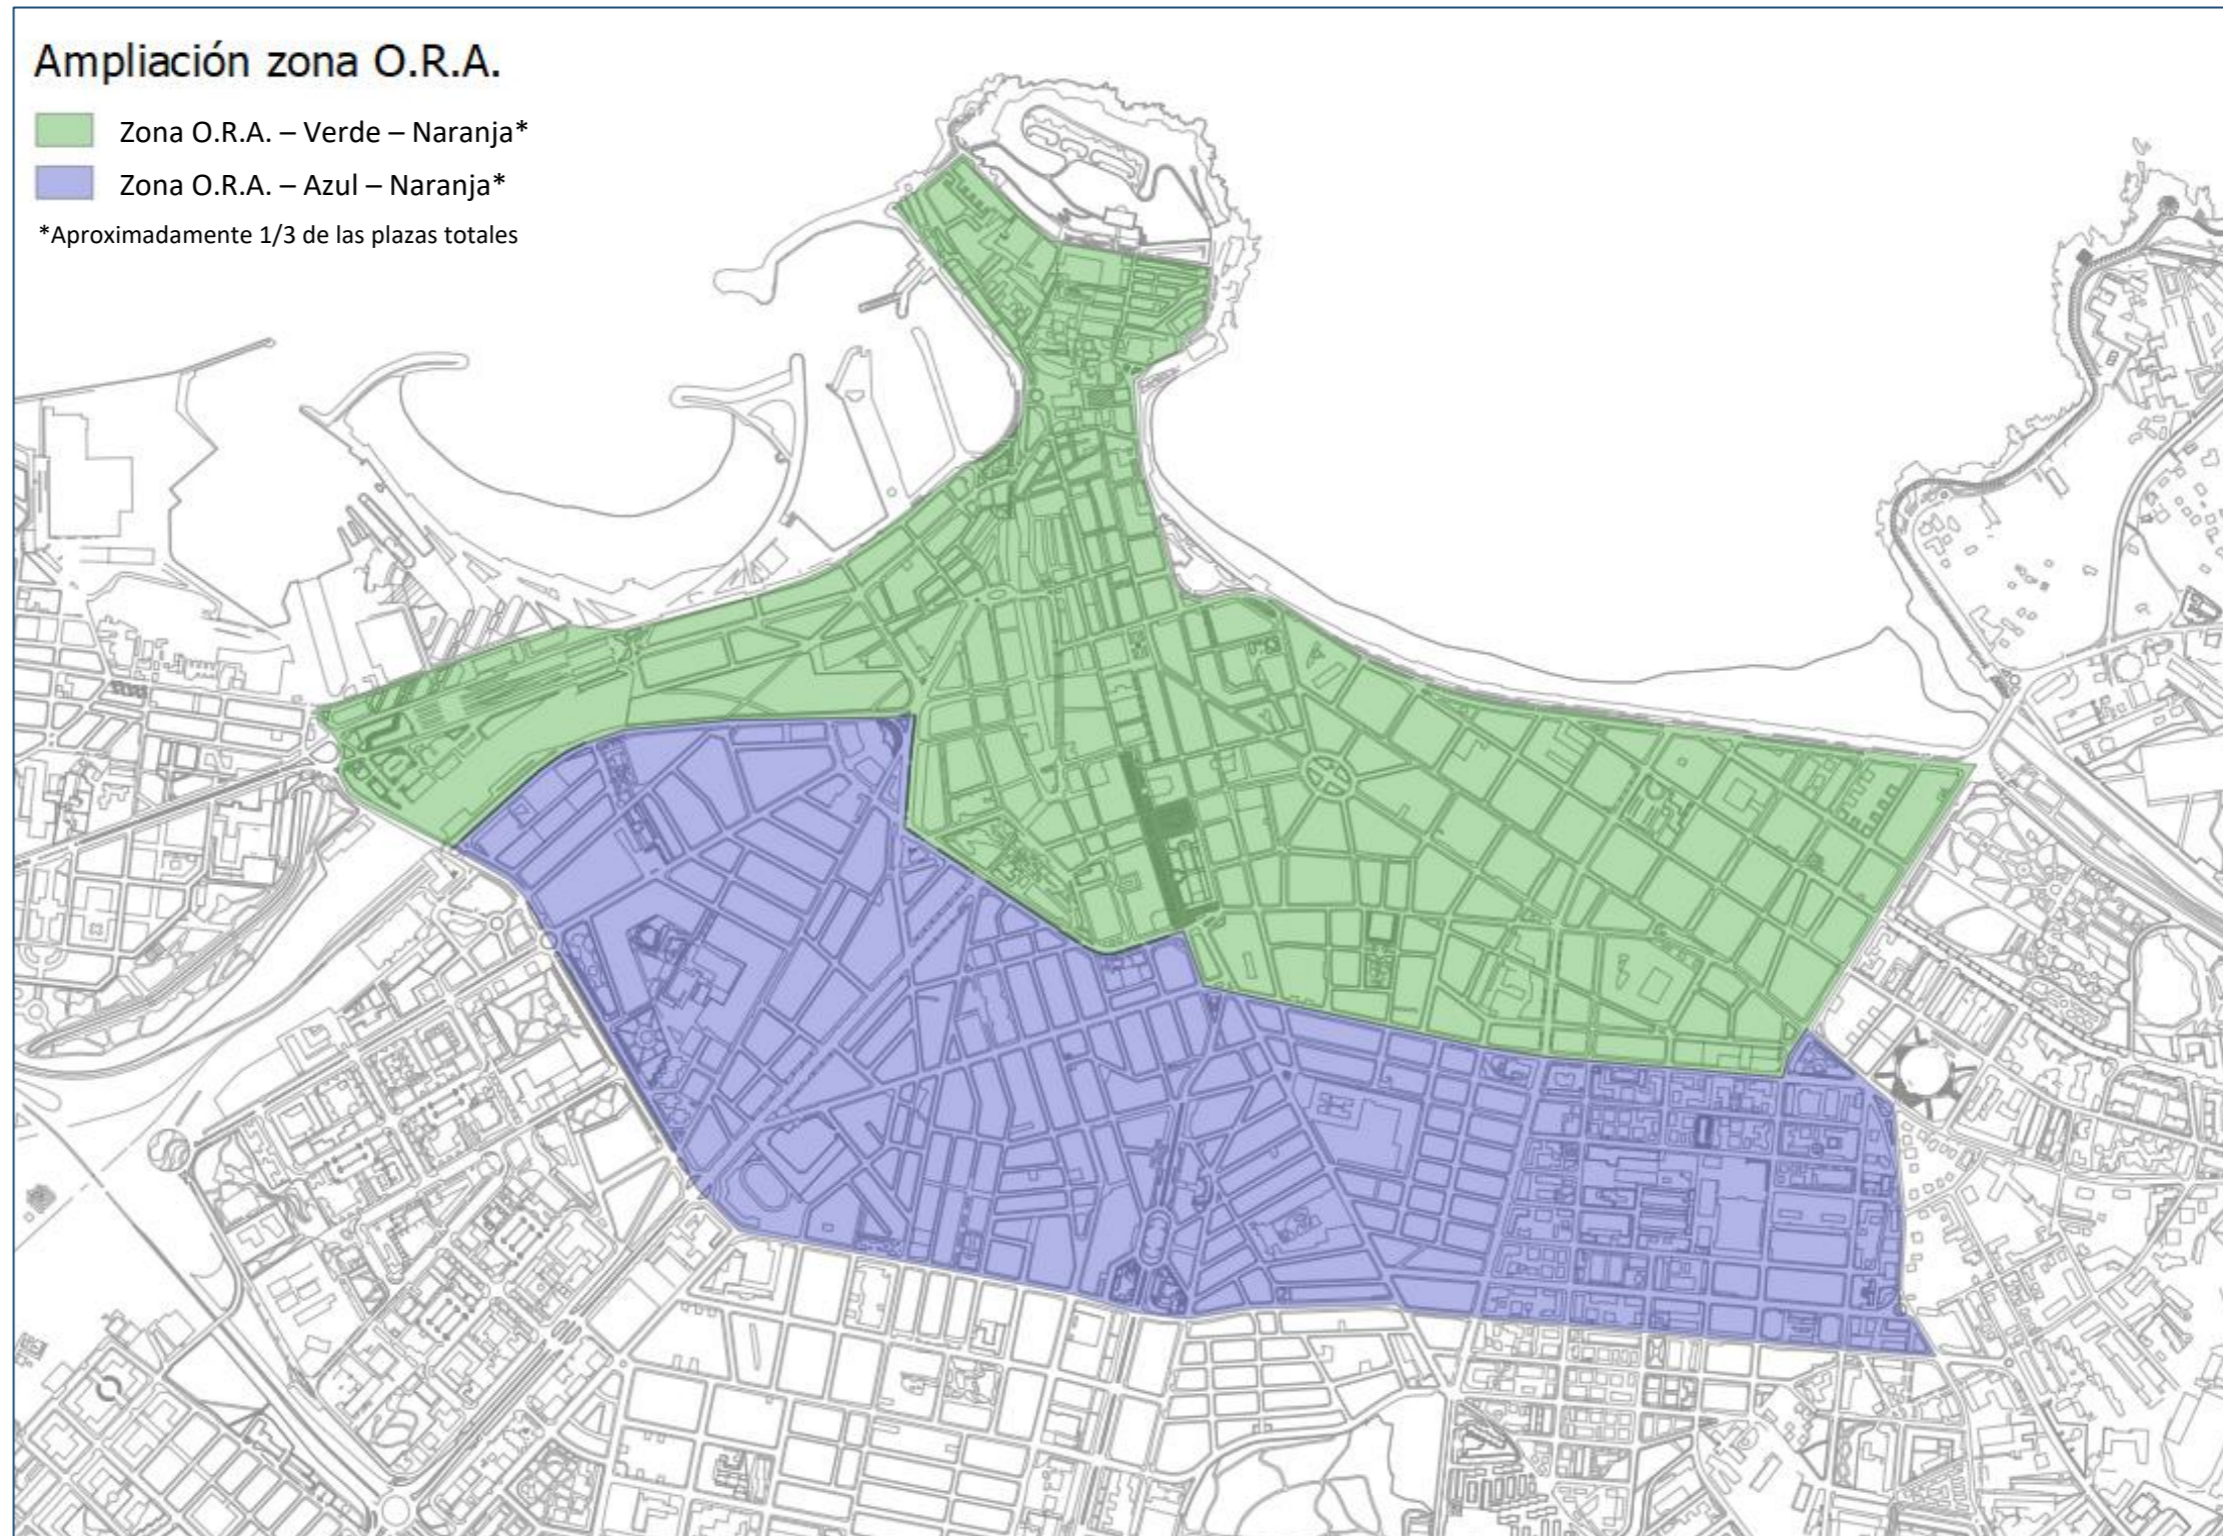 Ampliación zona O.R.A.
Zona O.R.A. – Verde – Naranja*
Zona O.R.A. – Azul – Naranja*
*Aproximadamente 1/3 de las plazas totales